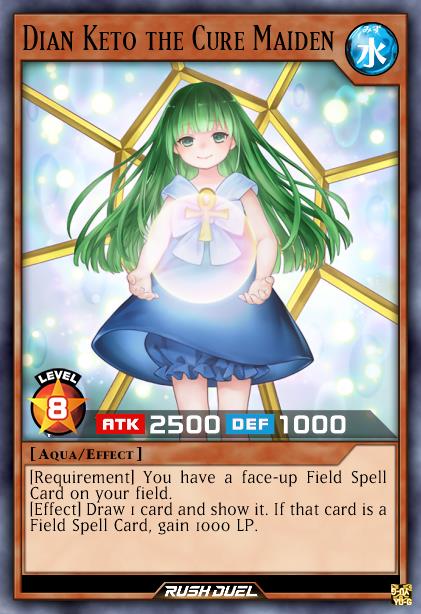 Dian Keto the Cure Maiden
みず
水
LEVEL
8
ATK 2500 DEF 1000
[Aqua/Effect]
[Requirement] You have a face-up Field Spell
Card on your field.
[Effect] Draw 1 card and show it. If that card is a
Field Spell Card, gain 1000 LP.
RUSH DUEL